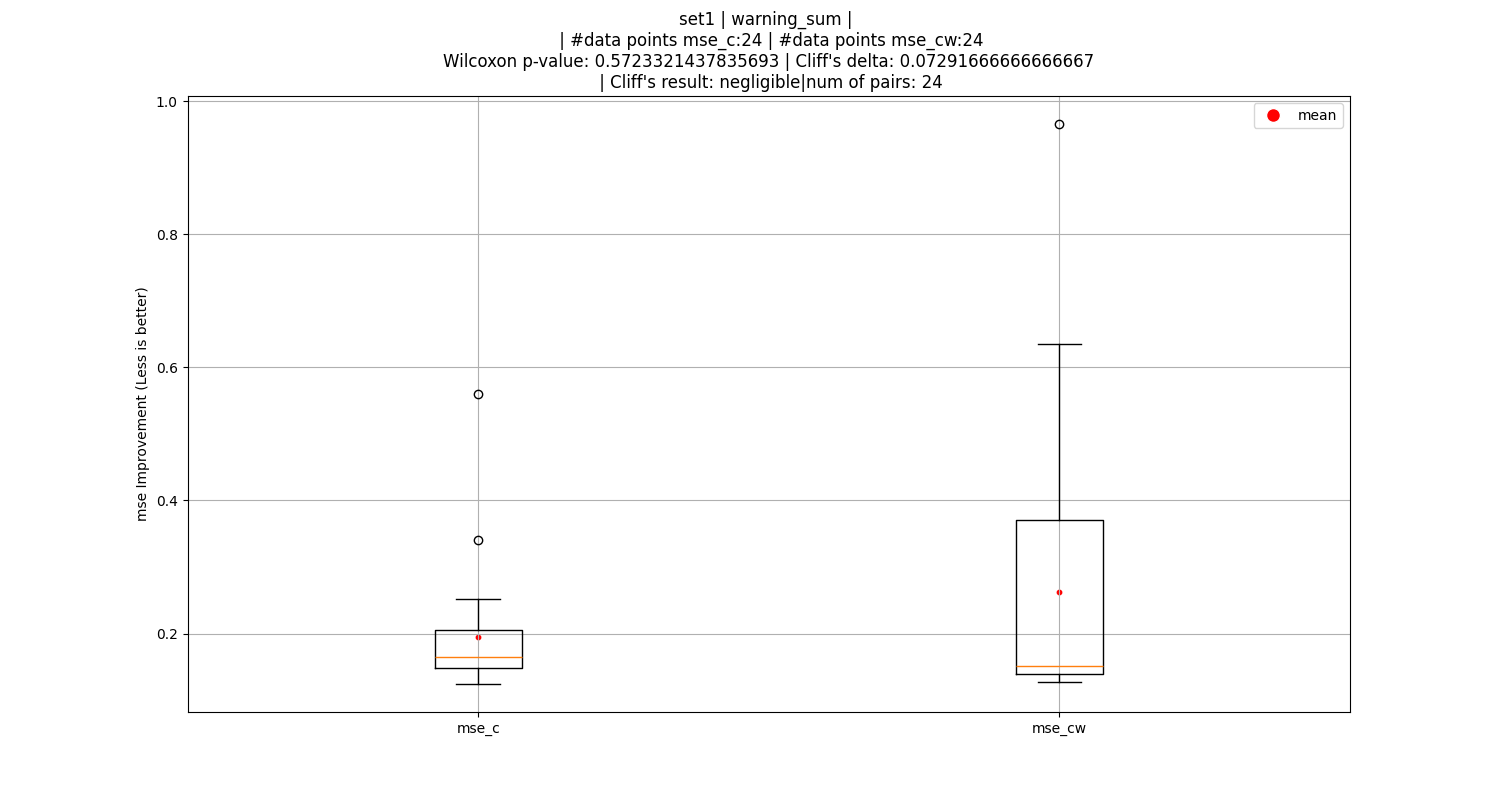 set1 | warning_sum |
| #data points mse_c:24 | #data points mse_cw:24
Wilcoxon p-value: 0.5723321437835693 | Cliff's delta: 0.07291666666666667
| Cliff's result: negligible|num of pairs: 24
mean
mse Improvement (Less is better)
1.0
0.8
0.6
0.4
0.2
mse_c
mse_cw